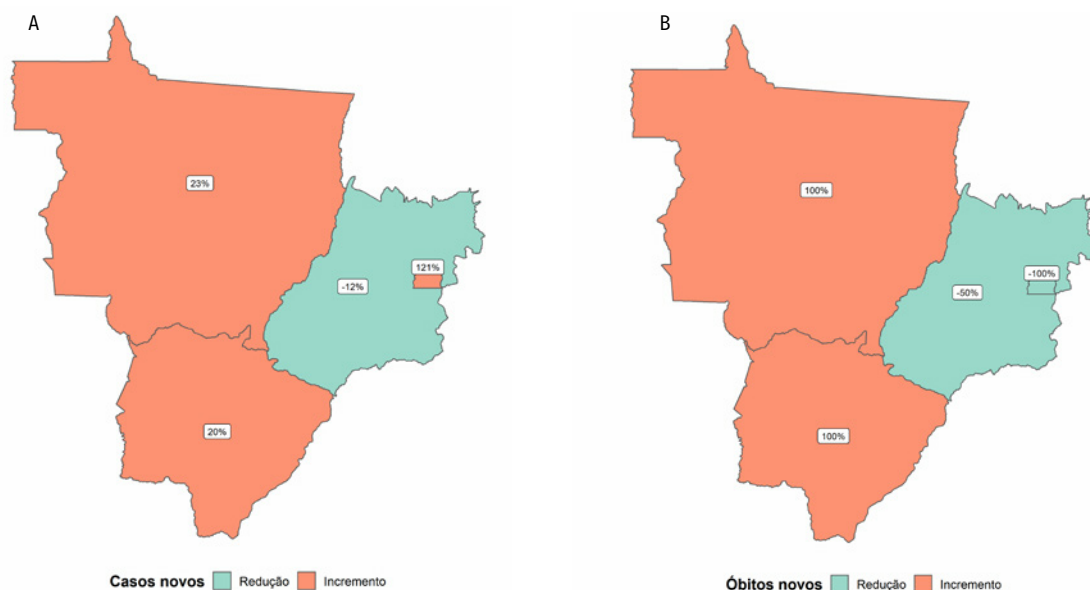 A
23%
121%
-12%
20%
Casos novos Redução Incremento
B
100%
-100%
-50%
100%
Óbitos novos Redução Incremento